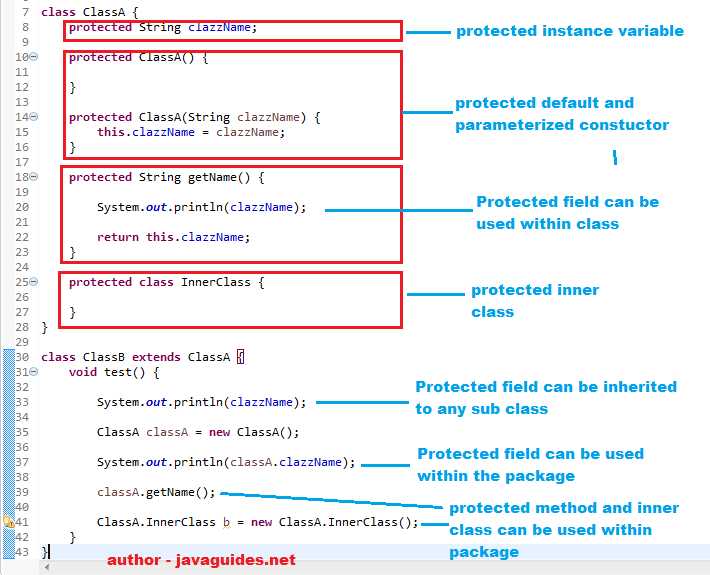 7 class ClassA {
8 protected String clazzName; protected instance variable
9
10 protected ClassA() {
11
12 } protected default and
13 parameterized constuctor
14 protected ClassA(String clazzName) {
15 this.clazzName = clazzName;
16 }
17
18 protected String getName() {
19
20 System.out.println(clazzName); Protected field can be
21 used within class
22 return this.clazzName;
23 }
24
25 protected class InnerClass { protected inner
26 class
27 }
28 }
29
30 class ClassB extends ClassA {
31 void test() {
32 Protected field can be inherited
33 System.out.println(clazzName); to any sub class
34
35 ClassA classA = new ClassA();
36 Protected field can be used
37 System.out.println(classA.clazzName); within the package
38
39 classA.getName();
40 protected method and inner
41 ClassA.InnerClass b = new ClassA.InnerClass(); class can be used within
42 } package
43 }
author - javaguides.net